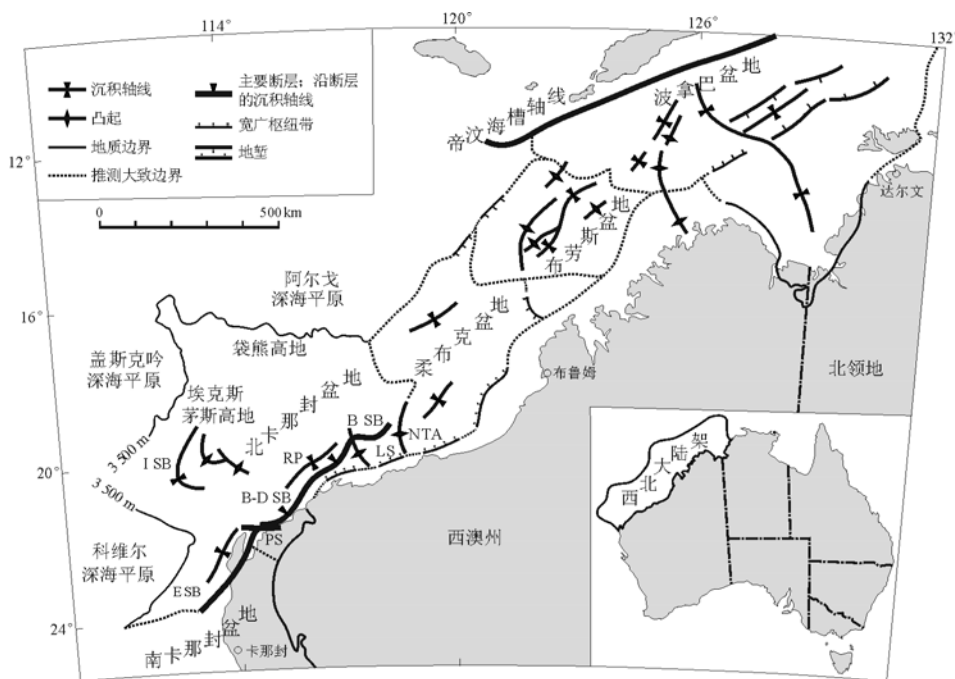 114°
120°
126°
132°
12°
16°
20°
24°
沉积轴线
凸起
地质边界
推测大致边界
主要断层；沿断层
的沉积轴线
宽广枢纽带
地堑
0
500 km
帝汶海槽轴线
波拿巴盆地
达尔文
布劳斯盆地
阿尔戈
深海平原
柔布克盆地
布鲁姆
北领地
袋熊高地
盖斯克吟
深海平原
埃克斯
茅斯高地
北卡那封盆地
B SB
NTA
LS
RP
I SB
B-D SB
3 500 m
3 500 m
PS
西澳州
科维尔
深海平原
E SB
南卡那封盆地
卡那封
西北大陆架